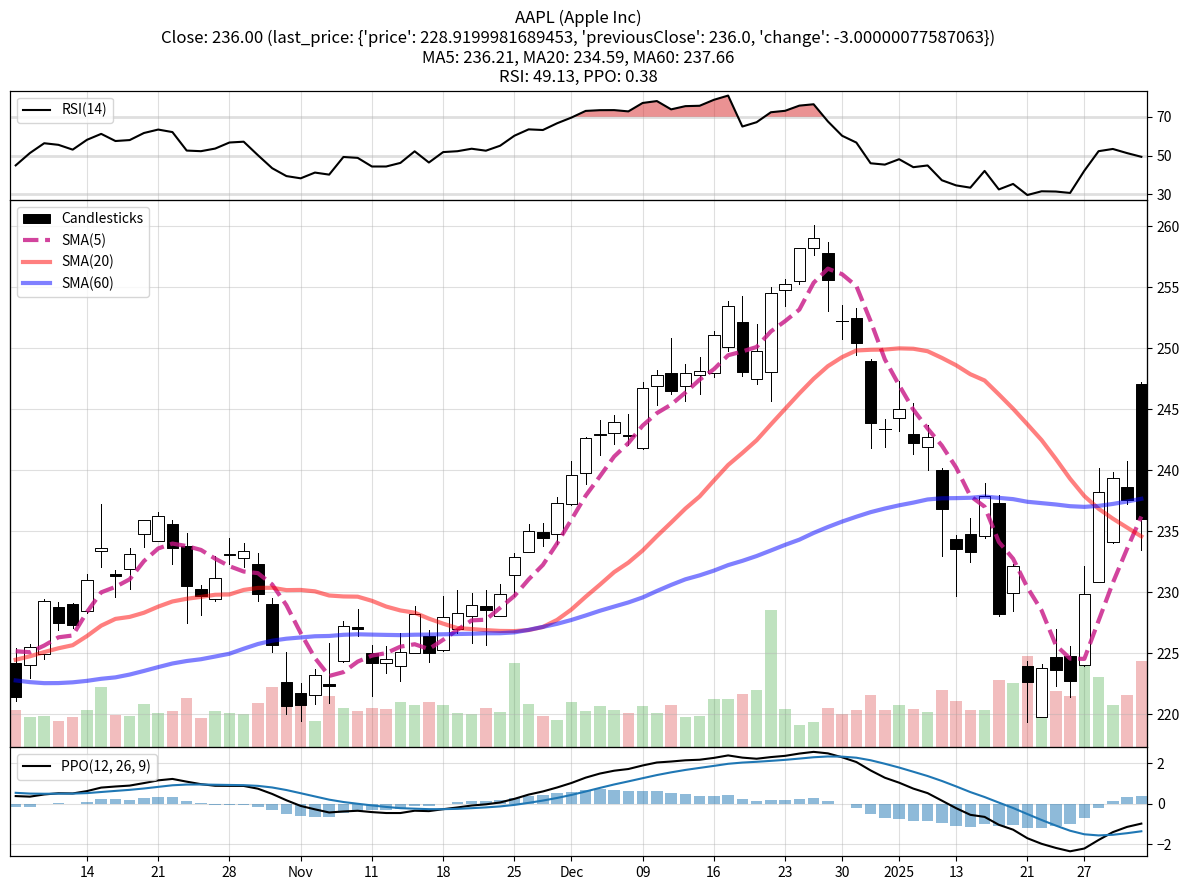 AAPL (Apple Inc)
Close: 236.00 (last_price: {'price': 228.9199981689453, 'previousClose': 236.0, 'change': -3.00000077587063})
MA5: 236.21, MA20: 234.59, MA60: 237.66
RSI: 49.13, PPO: 0.38
RSI(14)
70
50
30
Candlesticks
SMA(5)
SMA(20)
SMA(60)
260
255
250
245
240
235
230
225
220
PPO(12, 26, 9)
2
0
−2
14 21 28 Nov 11 18 25 Dec 09 16 23 30 2025 13 21 27